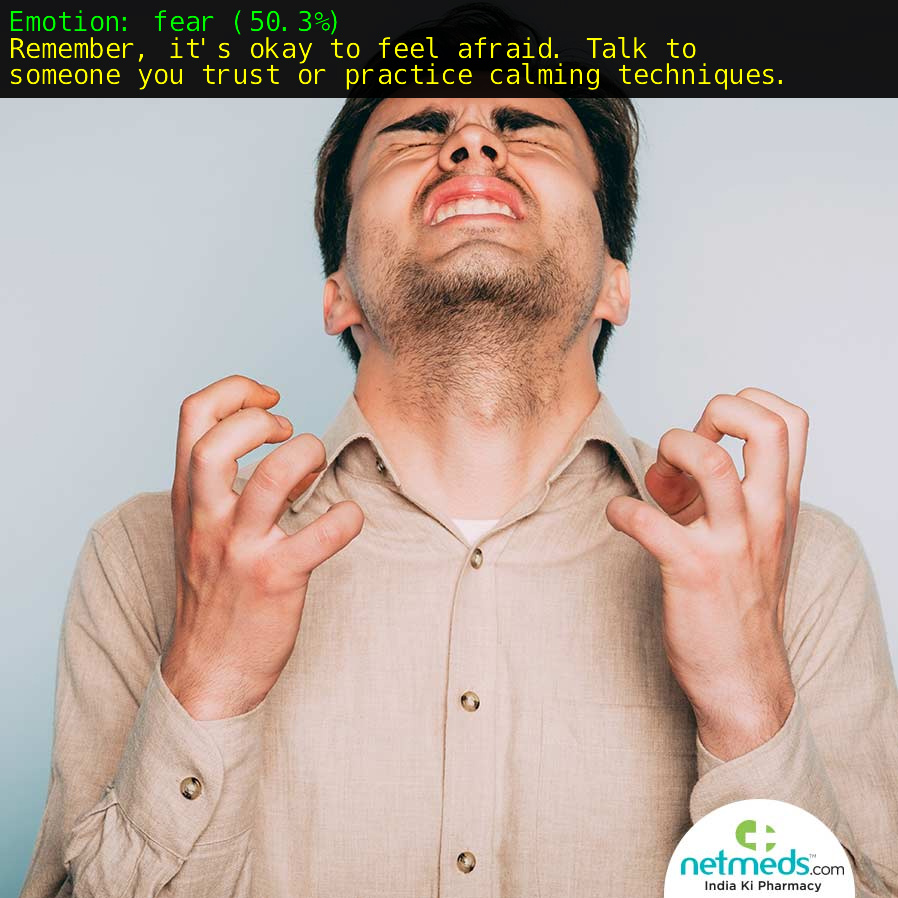 Emotion: fear (50.3%)
Remember, it's okay to feel afraid. Talk to
someone you trust or practice calming techniques.
netmeds.com
India Ki Pharmacy